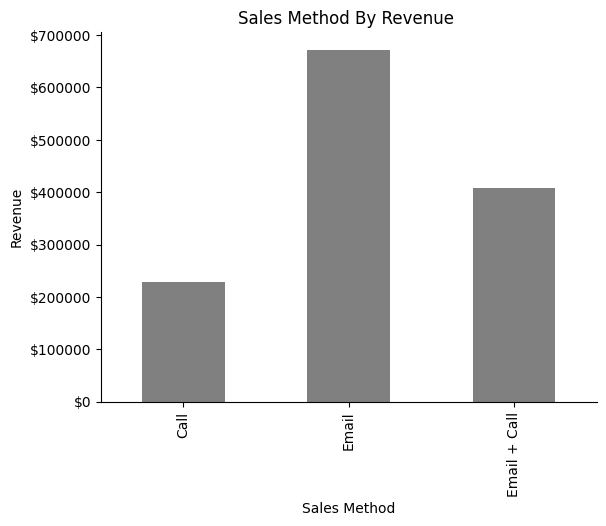 Sales Method By Revenue
$700000
$600000
$500000
$400000
$300000
$200000
$100000
$0
Revenue
Call
Email
Email + Call
Sales Method